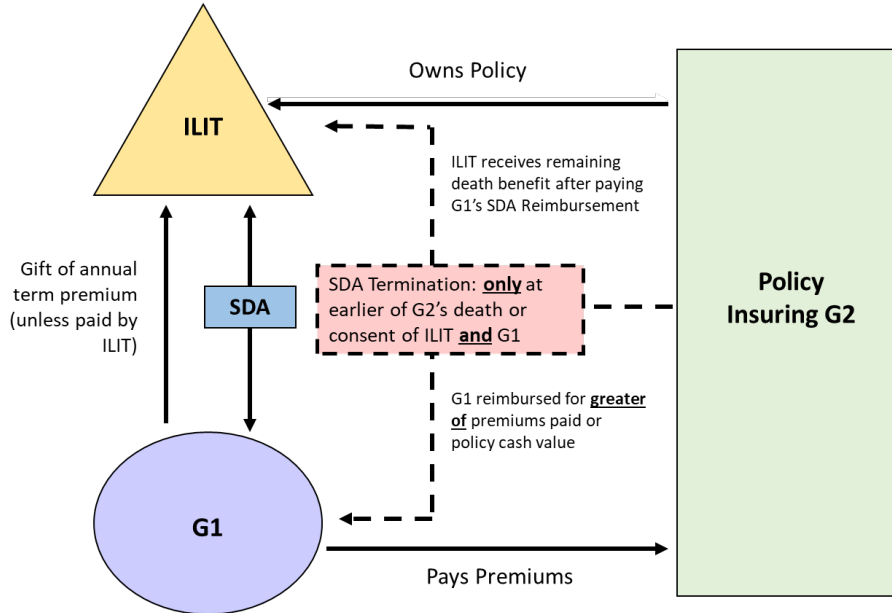 Owns Policy
ILIT
ILIT receives remaining
death benefit after paying
G1's SDA Reimbursement
Gift of annual
term premium
(unless paid by
ILIT)
SDA
SDA Termination: only at
earlier of G2's death or
consent of ILIT and G1
Policy
Insuring G2
G1 reimbursed for greater
of premiums paid or
policy cash value
G1
Pays Premiums